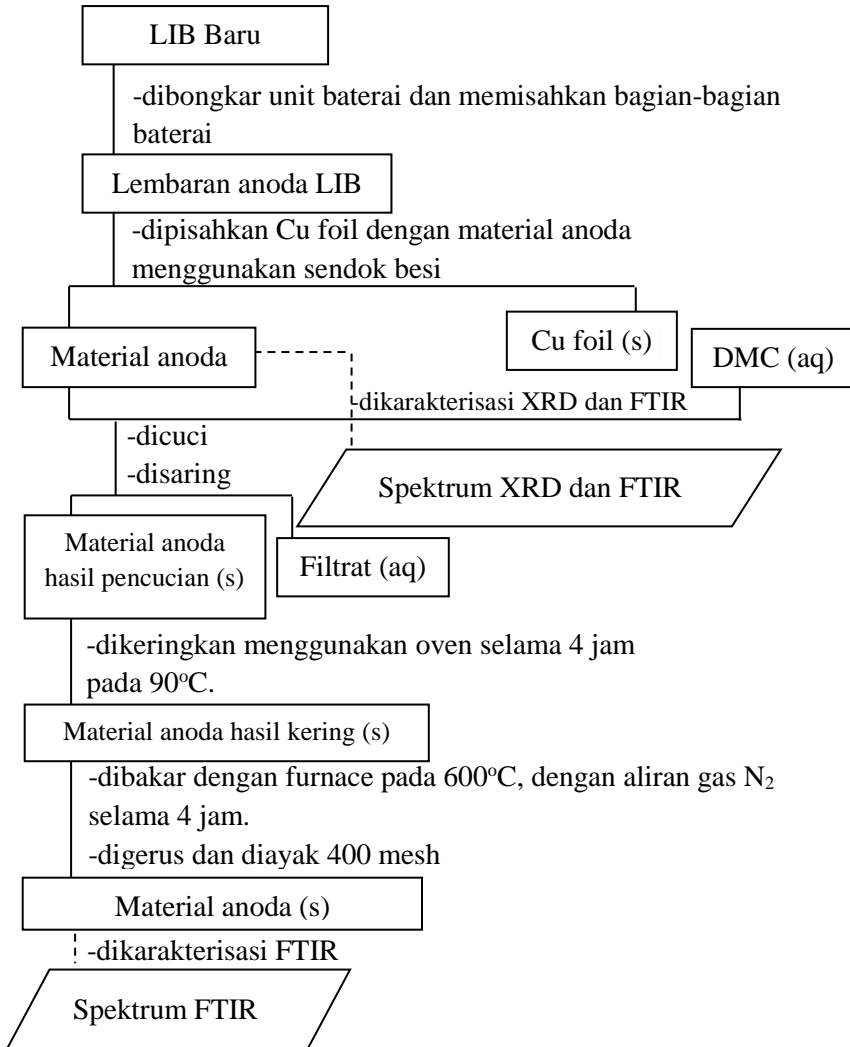 LIB Baru
-dibongkar unit baterai dan memisahkan bagian-bagian
baterai
Lembaran anoda LIB
-dipisahkan Cu foil dengan material anoda
menggunakan sendok besi
Material anoda
Cu foil (s)
DMC (aq)
-dikarakterisasi XRD dan FTIR
-dicuci
-disaring
Spektrum XRD dan FTIR
Material anoda
hasil pencucian (s)
Filtrat (aq)
-dikeringkan menggunakan oven selama 4 jam
pada 90°C.
Material anoda hasil kering (s)
-dibakar dengan furnace pada 600°C, dengan aliran gas N₂
selama 4 jam.
-digerus dan diayak 400 mesh
Material anoda (s)
-dikarakterisasi FTIR
Spektrum FTIR